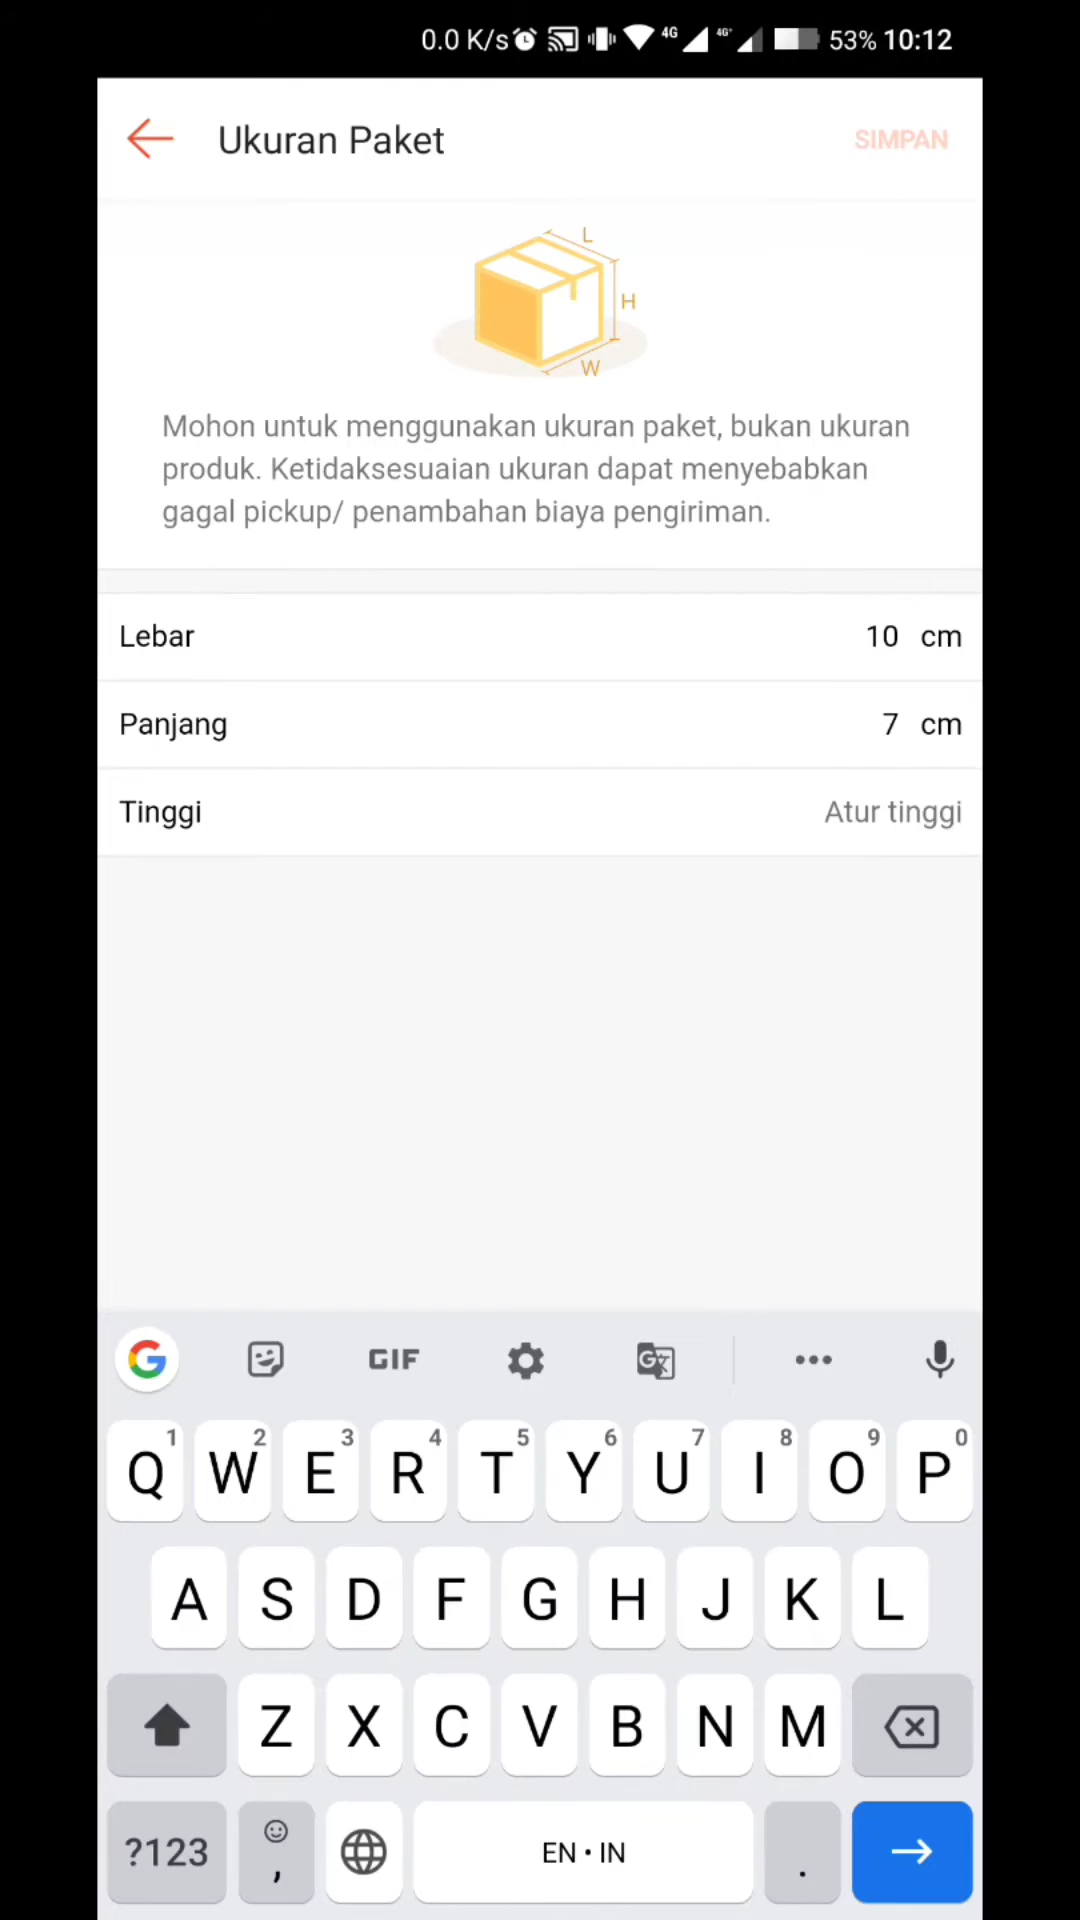 0.0 K/s 4G 4G+ 53% 10:12
Ukuran Paket SIMPAN
L
H
W
Mohon untuk menggunakan ukuran paket, bukan ukuran
produk. Ketidaksesuaian ukuran dapat menyebabkan
gagal pickup/ penambahan biaya pengiriman.
Lebar 10 cm
Panjang 7 cm
Tinggi Atur tinggi
G GIF G文
1 2 3 4 5 6 7 8 9 0
Q W E R T Y U I O P
A S D F G H J K L
Z X C V B N M
?123 , EN • IN .